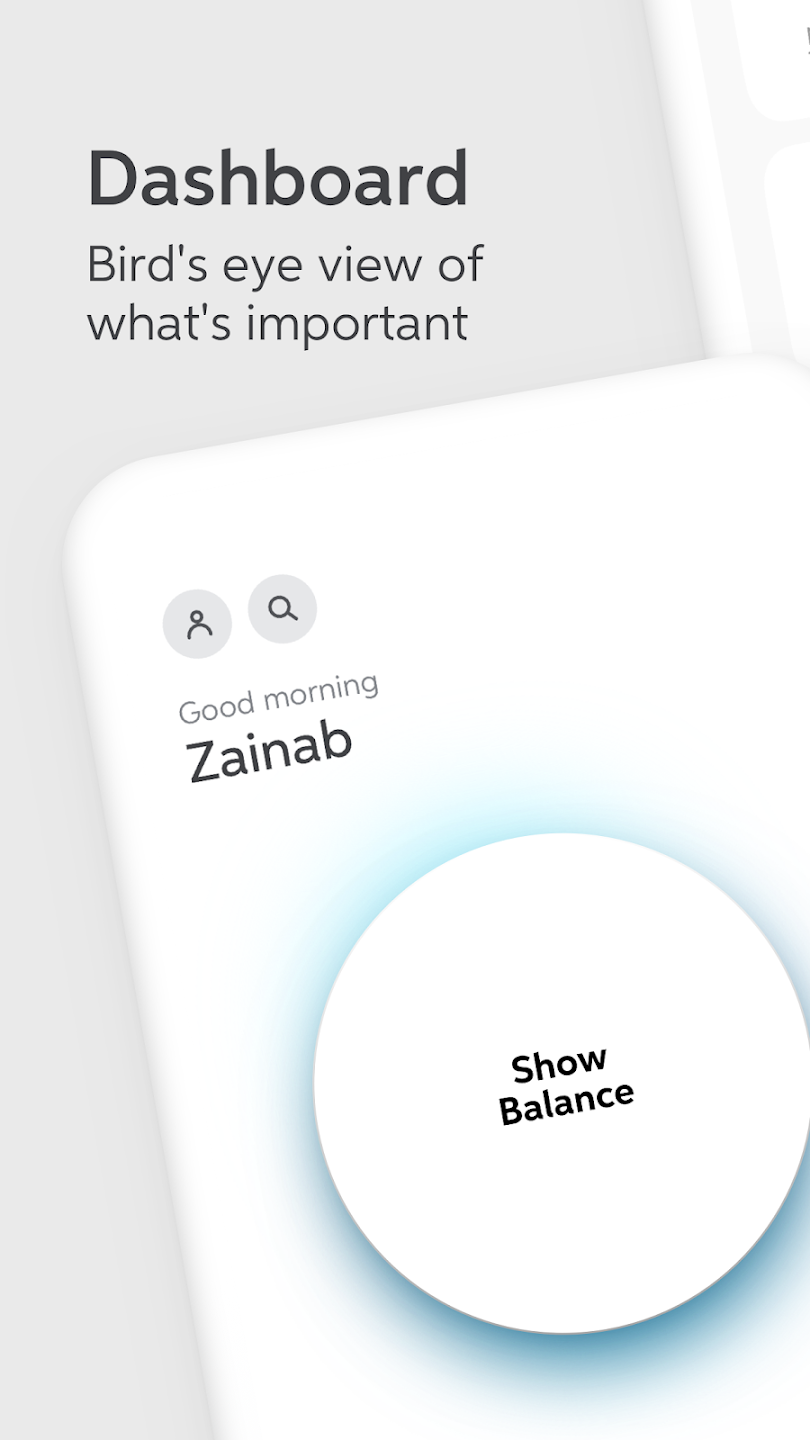 Dashboard
Bird's eye view of
what's important
Good morning
Zainab
Show
Balance